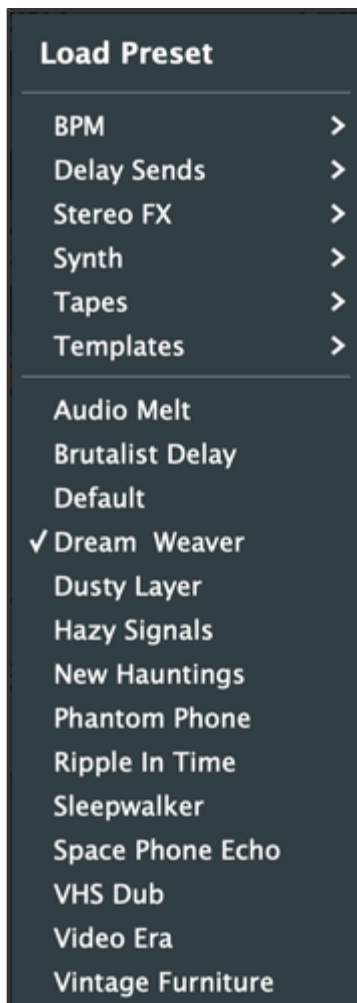 Load Preset
BPM >
Delay Sends >
Stereo FX >
Synth >
Tapes >
Templates >
Audio Melt
Brutalist Delay
Default
✓ Dream  Weaver
Dusty Layer
Hazy Signals
New Hauntings
Phantom Phone
Ripple In Time
Sleepwalker
Space Phone Echo
VHS Dub
Video Era
Vintage Furniture